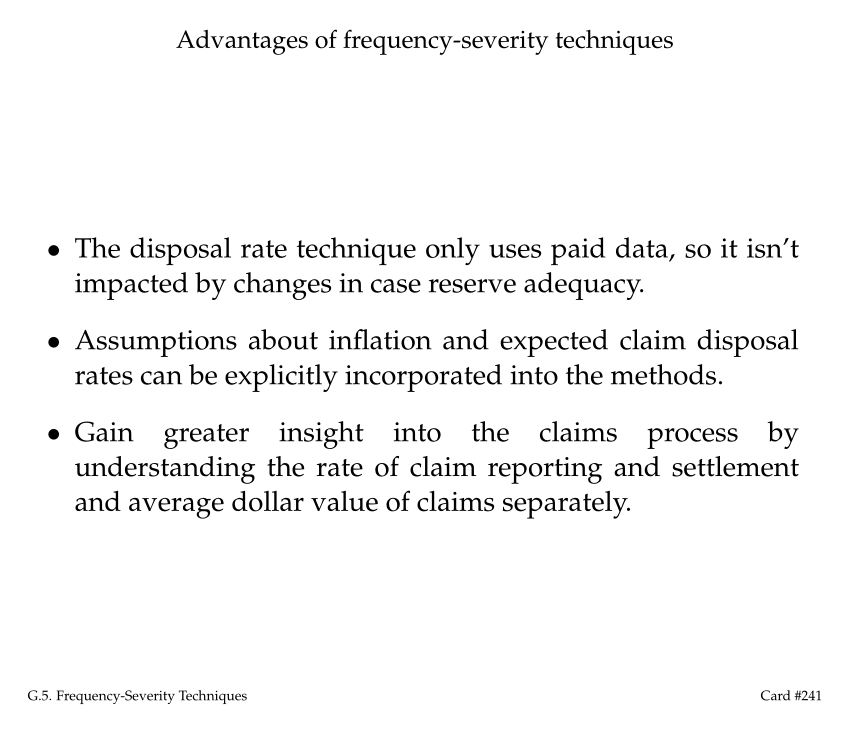 Advantages of frequency-severity techniques
• The disposal rate technique only uses paid data, so it isn't
impacted by changes in case reserve adequacy.
• Assumptions about inflation and expected claim disposal
rates can be explicitly incorporated into the methods.
• Gain greater insight into the claims process by
understanding the rate of claim reporting and settlement
and average dollar value of claims separately.
G.5. Frequency-Severity Techniques
Card #241